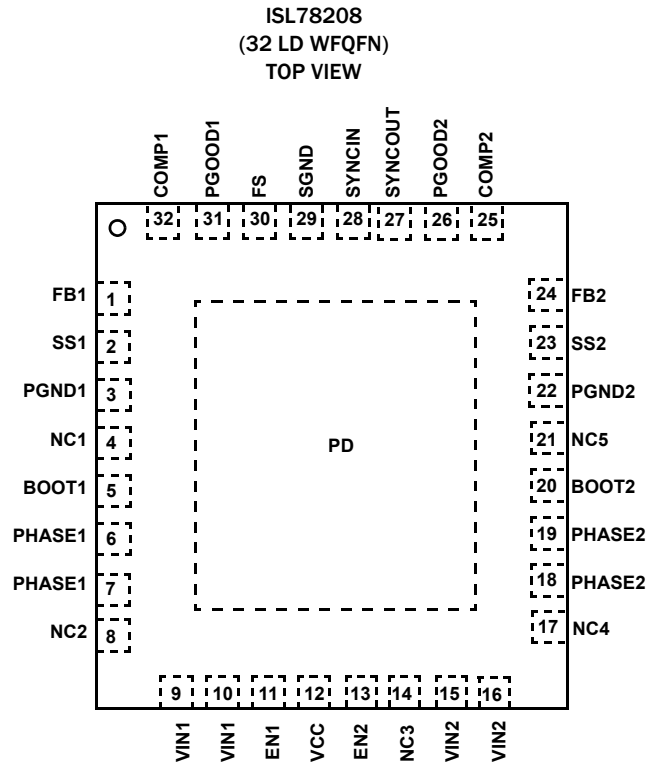 ISL78208
(32 LD WFQFN)
TOP VIEW
COMP1 PGOOD1 FS SGND SYNCIN SYNCOUT PGOOD2 COMP2
32 31 30 29 28 27 26 25
FB1 1 24 FB2
SS1 2 23 SS2
PGND1 3 22 PGND2
NC1 4 PD 21 NC5
BOOT1 5 20 BOOT2
PHASE1 6 19 PHASE2
PHASE1 7 18 PHASE2
NC2 8 17 NC4
9 10 11 12 13 14 15 16
VIN1 VIN1 EN1 VCC EN2 NC3 VIN2 VIN2